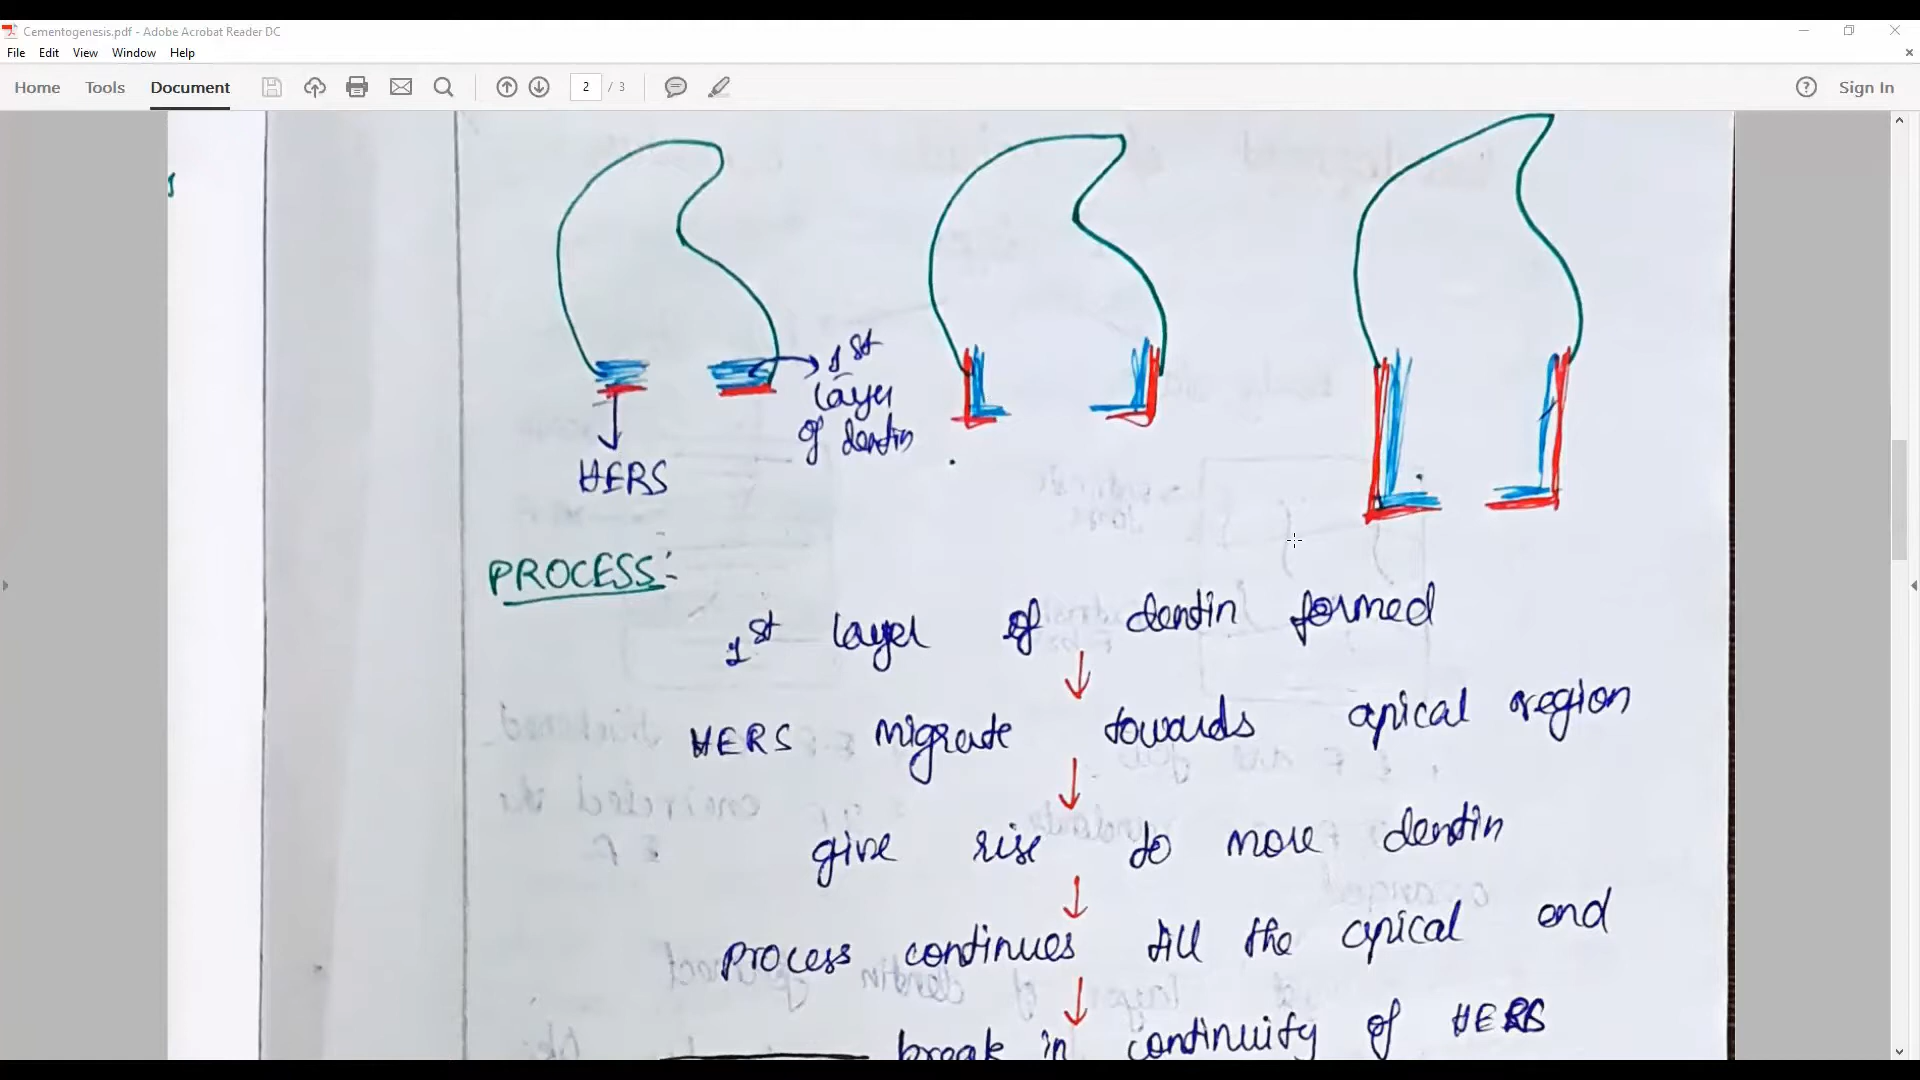 Cementogenesis.pdf - Adobe Acrobat Reader DC
File Edit View Window Help
Home Tools Document 2 / 3 Sign In
1st
layer
of dentin
HERS
PROCESS:-
1st layer of dentin formed
HERS migrate towards apical region
give rise to more dentin
Process continues till the apical end
break in continuity of HERS